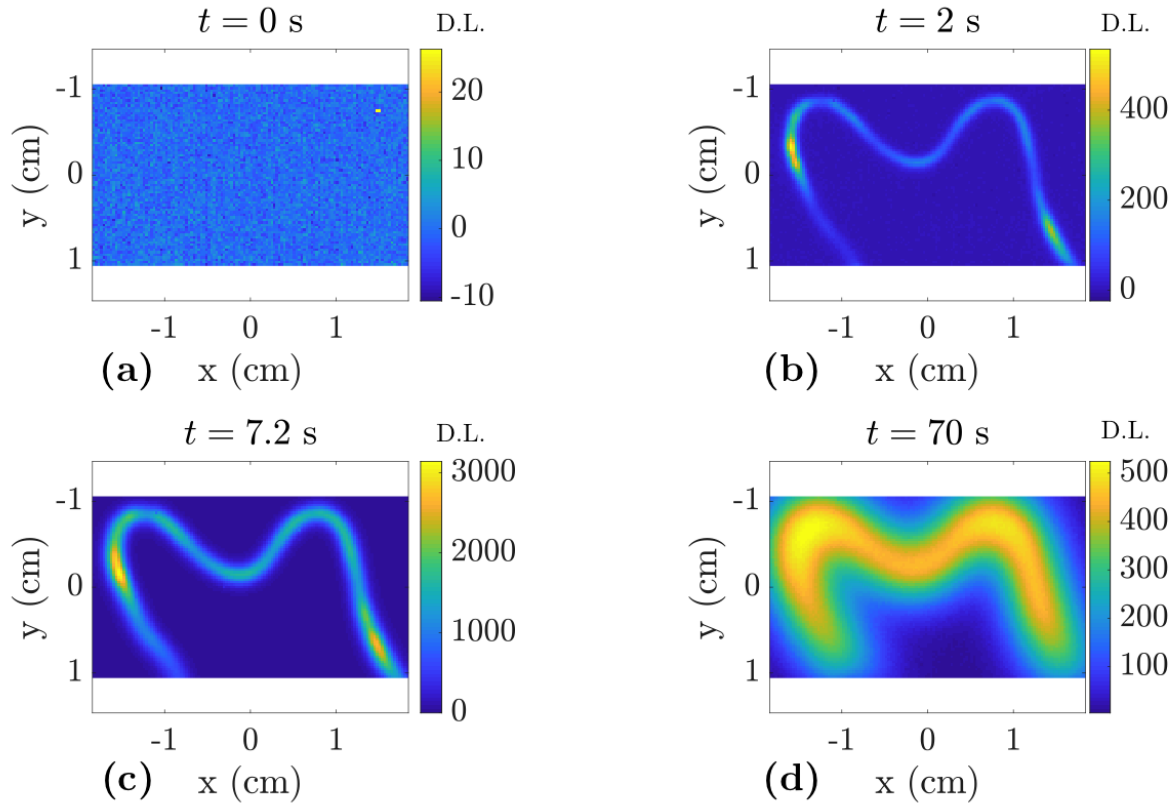 t = 0 s D.L.
-1
0
1
y (cm)
20
10
0
-10
-1 0 1
(a) x (cm)
t = 2 s D.L.
-1
0
1
y (cm)
400
200
0
-1 0 1
(b) x (cm)
t = 7.2 s D.L.
-1
0
1
y (cm)
3000
2000
1000
0
-1 0 1
(c) x (cm)
t = 70 s D.L.
-1
0
1
y (cm)
500
400
300
200
100
-1 0 1
(d) x (cm)